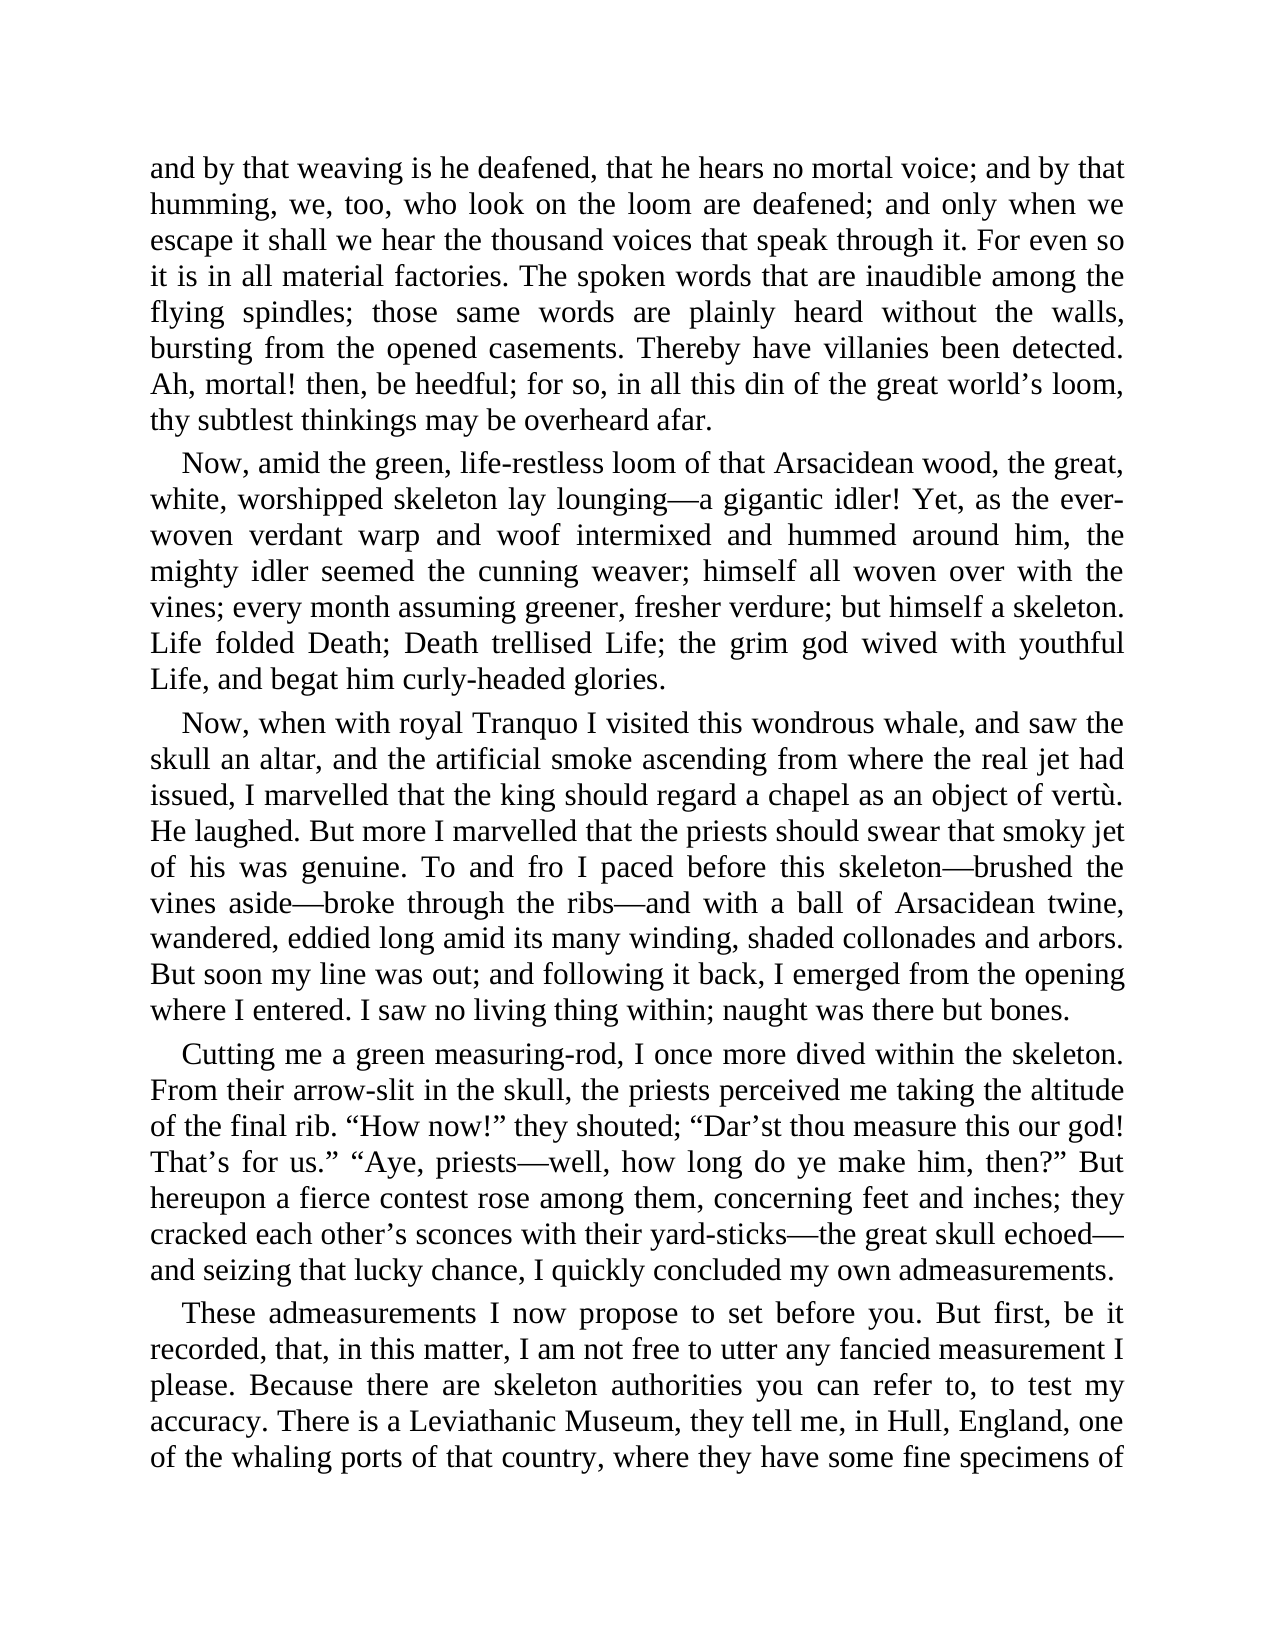 and by that weaving is he deafened, that he hears no mortal voice; and by that
humming, we, too, who look on the loom are deafened; and only when we
escape it shall we hear the thousand voices that speak through it. For even so
it is in all material factories. The spoken words that are inaudible among the
flying spindles; those same words are plainly heard without the walls,
bursting from the opened casements. Thereby have villanies been detected.
Ah, mortal! then, be heedful; for so, in all this din of the great world’s loom,
thy subtlest thinkings may be overheard afar.
Now, amid the green, life-restless loom of that Arsacidean wood, the great,
white, worshipped skeleton lay lounging—a gigantic idler! Yet, as the ever-
woven verdant warp and woof intermixed and hummed around him, the
mighty idler seemed the cunning weaver; himself all woven over with the
vines; every month assuming greener, fresher verdure; but himself a skeleton.
Life folded Death; Death trellised Life; the grim god wived with youthful
Life, and begat him curly-headed glories.
Now, when with royal Tranquo I visited this wondrous whale, and saw the
skull an altar, and the artificial smoke ascending from where the real jet had
issued, I marvelled that the king should regard a chapel as an object of vertù.
He laughed. But more I marvelled that the priests should swear that smoky jet
of his was genuine. To and fro I paced before this skeleton—brushed the
vines aside—broke through the ribs—and with a ball of Arsacidean twine,
wandered, eddied long amid its many winding, shaded collonades and arbors.
But soon my line was out; and following it back, I emerged from the opening
where I entered. I saw no living thing within; naught was there but bones.
Cutting me a green measuring-rod, I once more dived within the skeleton.
From their arrow-slit in the skull, the priests perceived me taking the altitude
of the final rib. “How now!” they shouted; “Dar’st thou measure this our god!
That’s for us.” “Aye, priests—well, how long do ye make him, then?” But
hereupon a fierce contest rose among them, concerning feet and inches; they
cracked each other’s sconces with their yard-sticks—the great skull echoed—
and seizing that lucky chance, I quickly concluded my own admeasurements.
These admeasurements I now propose to set before you. But first, be it
recorded, that, in this matter, I am not free to utter any fancied measurement I
please. Because there are skeleton authorities you can refer to, to test my
accuracy. There is a Leviathanic Museum, they tell me, in Hull, England, one
of the whaling ports of that country, where they have some fine specimens of